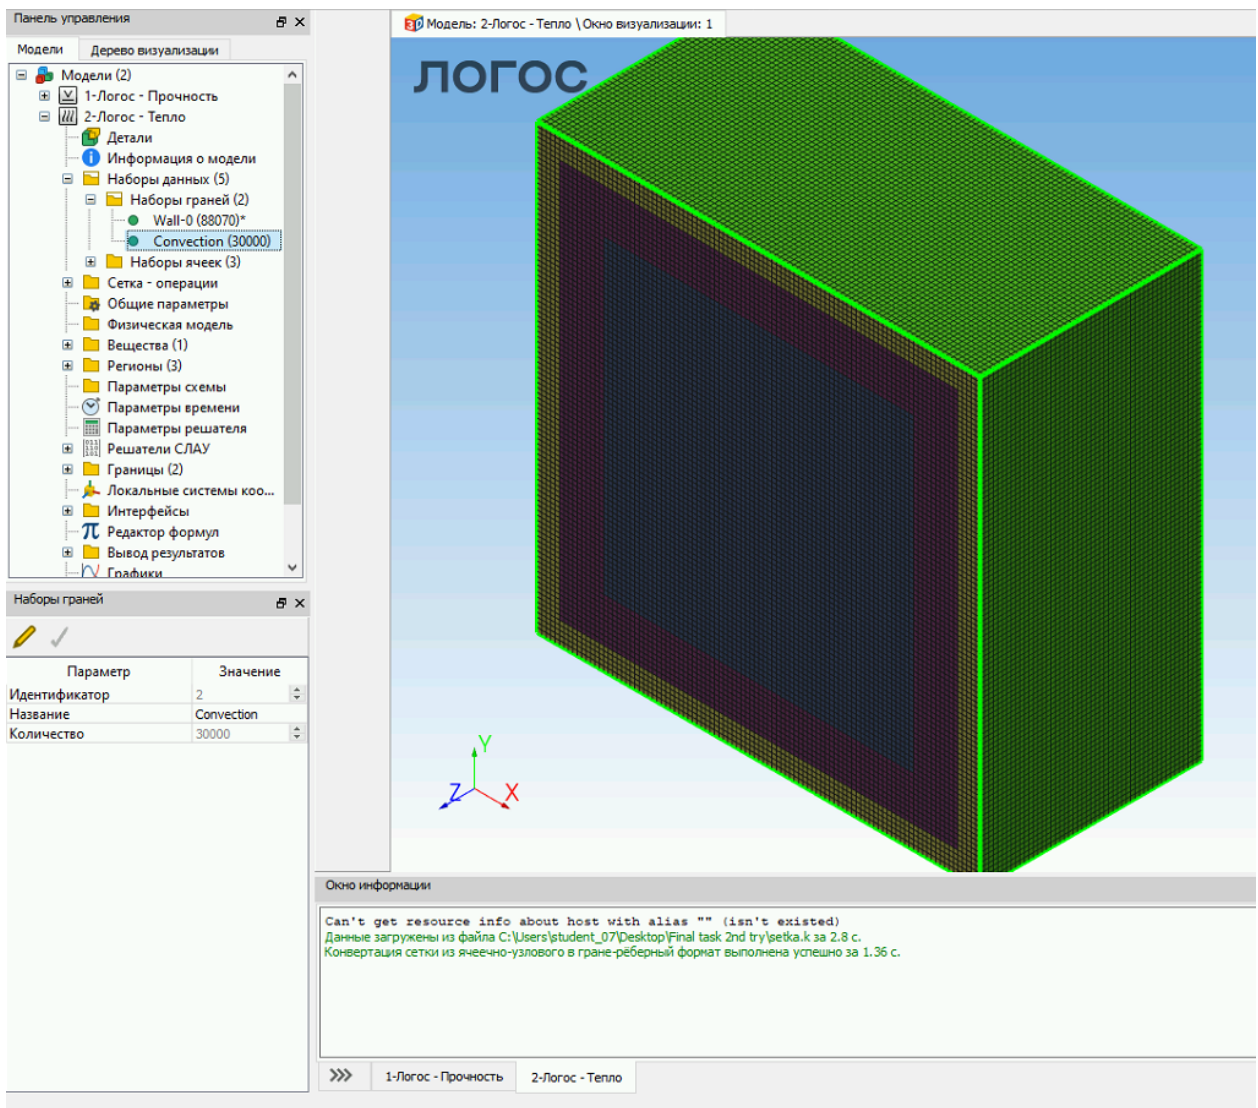 Панель управления
Модели Дерево визуализации
Модели (2)
1-Логос - Прочность
2-Логос - Тепло
Детали
Информация о модели
Наборы данных (5)
Наборы граней (2)
Wall-0 (88070)*
Convection (30000)
Наборы ячеек (3)
Сетка - операции
Общие параметры
Физическая модель
Вещества (1)
Регионы (3)
Параметры схемы
Параметры времени
Параметры решателя
Решатели СЛАУ
Границы (2)
Локальные системы коо...
Интерфейсы
Редактор формул
Вывод результатов
Графики
Наборы граней
Параметр Значение
Идентификатор 2
Название Convection
Количество 30000
Модель: 2-Логос - Тепло \ Окно визуализации: 1
ЛОГОС
Y
Z
X
Окно информации
Can't get resource info about host with alias "" (isn't existed)
Данные загружены из файла C:\Users\student_07\Desktop\Final task 2nd try\setka.k за 2.8 с.
Конвертация сетки из ячеечно-узлового в гране-рёберный формат выполнена успешно за 1.36 с.
1-Логос - Прочность 2-Логос - Тепло